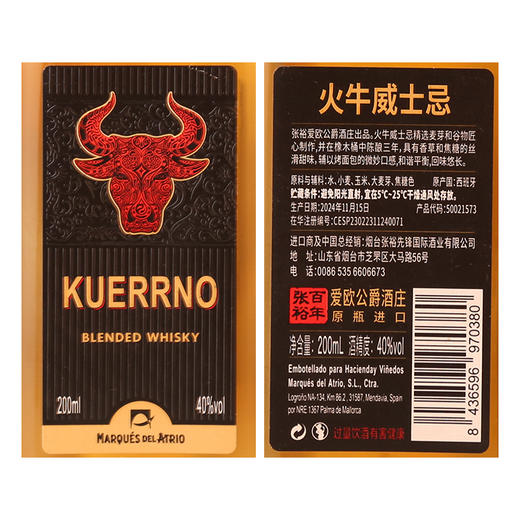 KUERRNO
BLENDED WHISKY
200ml
40%vol
MARQUÉS DEL ATRIO
火牛威士忌
张裕爱欧公爵酒庄出品。火牛威士忌精选麦芽和谷物匠
心制作，并在橡木桶中陈酿三年，具有香草和焦糖的丝
滑甜味，辅以烤面包的微妙口感，和谐平衡，回味悠长。
原料与辅料：水、小麦、玉米、大麦芽、焦糖色 原产国：西班牙
贮藏条件：避免阳光直射，宜在5℃~25℃干燥通风处存放。
生产日期：2024年11月15日 产品代码：S0021573
在华注册编号：CESP23022311240071
进口商及中国总经销：烟台张裕先锋国际酒业有限公司
地址：山东省烟台市芝罘区大马路56号
电话：0086 535 6606673
百年张裕
爱欧公爵酒庄
原瓶进口
净含量：200mL 酒精度：40%vol
Embotellado para Hacienday Viñedos
Marqués del Atrio, S.L., Ctra.
Logroño NA-134, Km 86.2, 31587, Mendavia, Spain
por NRE 1367 Palma de Mallorca
过量饮酒有害健康
8 436596 970380